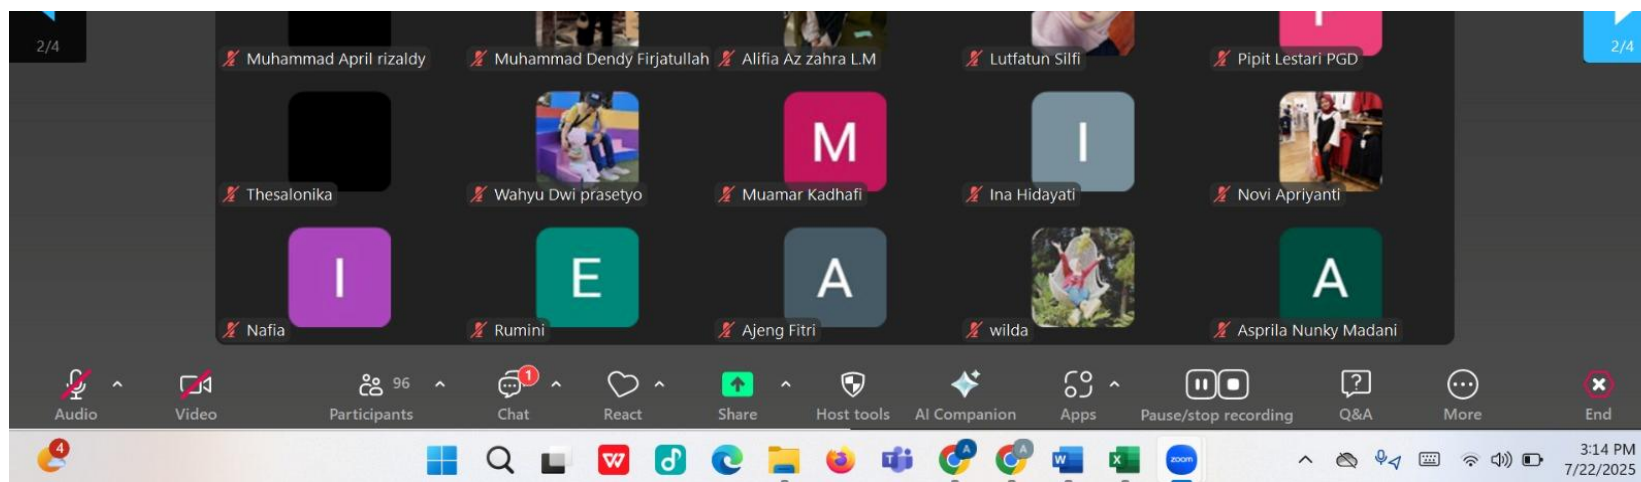 2/4
2/4
Muhammad April rizaldy
Muhammad Dendy Firjatullah
Alifia Az zahra L.M
Lutfatun Silfi
Pipit Lestari PGD
M
I
Thesalonika
Wahyu Dwi prasetyo
Muamar Kadhafi
Ina Hidayati
Novi Apriyanti
I
E
A
A
Nafia
Rumini
Ajeng Fitri
wilda
Asprila Nunky Madani
96
1
Audio
Video
Participants
Chat
React
Share
Host tools
AI Companion
Apps
Pause/stop recording
Q&A
More
End
4
A
A
zoom
3:14 PM
7/22/2025